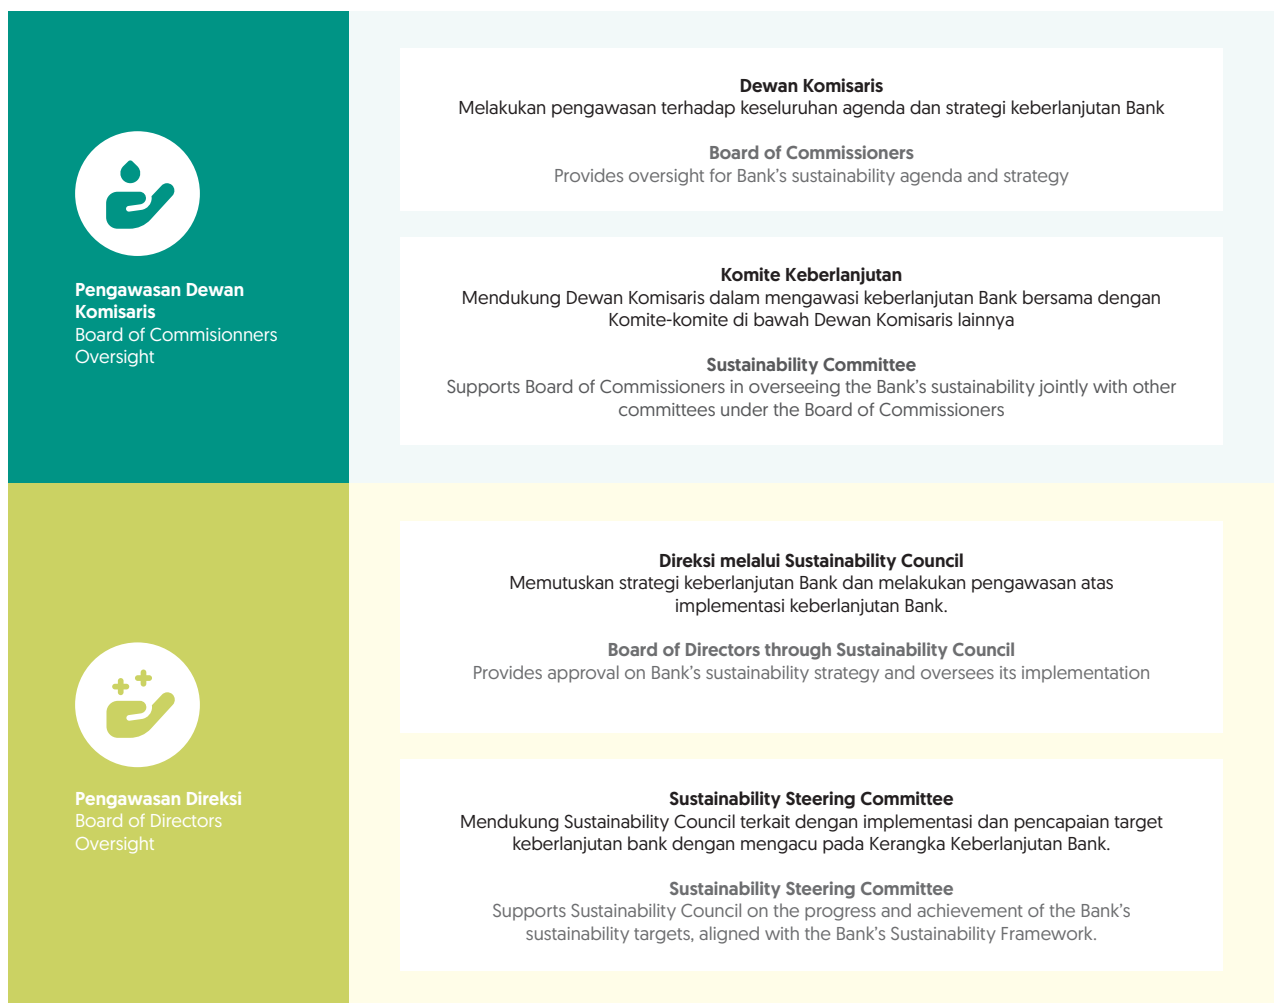 Pengawasan Dewan
Komisaris
Board of Commisionners
Oversight
Dewan Komisaris
Melakukan pengawasan terhadap keseluruhan agenda dan strategi keberlanjutan Bank
Board of Commissioners
Provides oversight for Bank's sustainability agenda and strategy
Komite Keberlanjutan
Mendukung Dewan Komisaris dalam mengawasi keberlanjutan Bank bersama dengan
Komite-komite di bawah Dewan Komisaris lainnya
Sustainability Committee
Supports Board of Commissioners in overseeing the Bank's sustainability jointly with other
committees under the Board of Commissioners
Pengawasan Direksi
Board of Directors
Oversight
Direksi melalui Sustainability Council
Memutuskan strategi keberlanjutan Bank dan melakukan pengawasan atas
implementasi keberlanjutan Bank.
Board of Directors through Sustainability Council
Provides approval on Bank's sustainability strategy and oversees its implementation
Sustainability Steering Committee
Mendukung Sustainability Council terkait dengan implementasi dan pencapaian target
keberlanjutan bank dengan mengacu pada Kerangka Keberlanjutan Bank.
Sustainability Steering Committee
Supports Sustainability Council on the progress and achievement of the Bank's
sustainability targets, aligned with the Bank's Sustainability Framework.